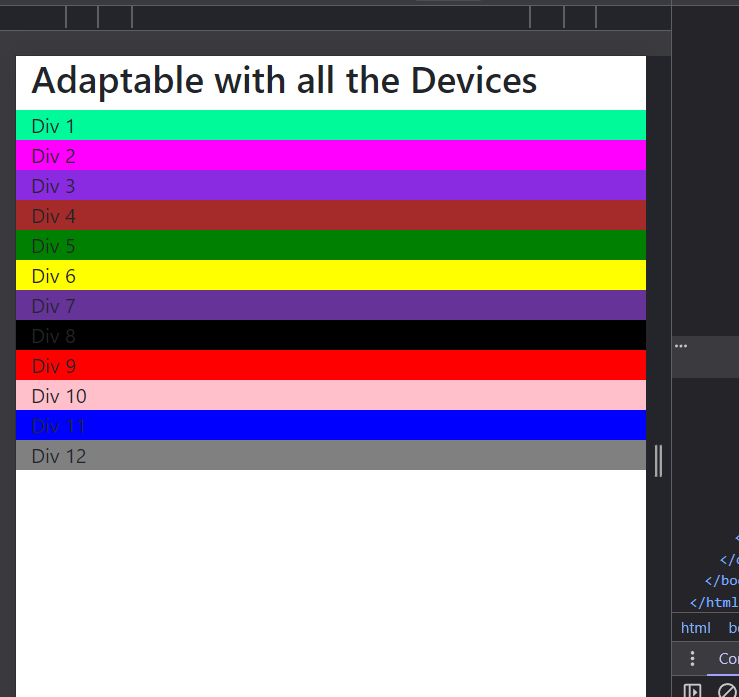 Adaptable with all the Devices
Div 1
Div 2
Div 3
Div 4
Div 5
Div 6
Div 7
Div 8
Div 9
Div 10
Div 11
Div 12
</bo
</html
html